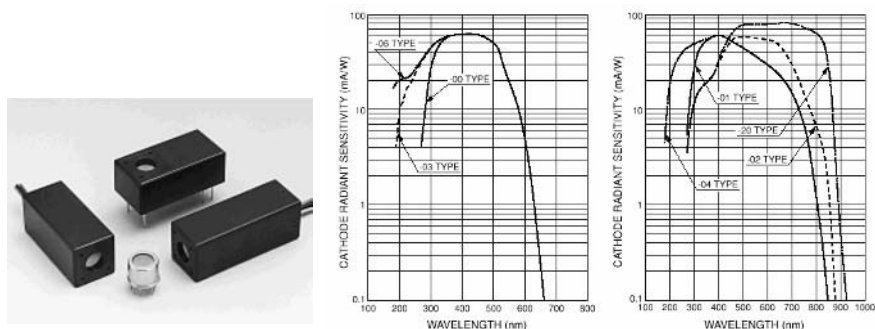 CATHODE RADIANT SENSITIVITY (mA/W)
100
10
1
0.1
-06 TYPE
-00 TYPE
-03 TYPE
100 200 300 400 500 600 700 800
WAVELENGTH (nm)
CATHODE RADIANT SENSITIVITY (mA/W)
100
10
1
0.1
-01 TYPE
-20 TYPE
-02 TYPE
-04 TYPE
100 200 300 400 500 600 700 800 900 1000
WAVELENGTH (nm)